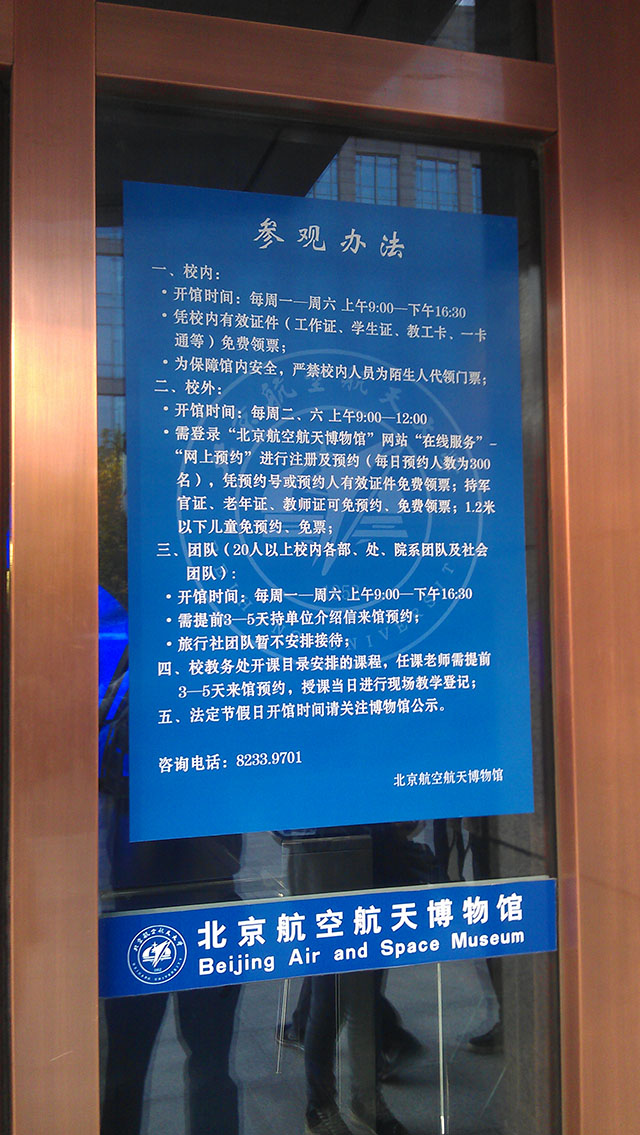 参观办法
一、校内：
• 开馆时间：每周一—周六 上午9:00—下午16:30
• 凭校内有效证件（工作证、学生证、教工卡、一卡
通等）免费领票；
• 为保障馆内安全，严禁校内人员为陌生人代领门票；
二、校外：
• 开馆时间：每周二、六 上午9:00—12:00
• 需登录“北京航空航天博物馆”网站“在线服务”–
“网上预约”进行注册及预约（每日预约人数为300
名），凭预约号或预约人有效证件免费领票；持军
官证、老年证、教师证可免预约、免费领票；1.2米
以下儿童免预约、免票；
三、团队（20人以上校内各部、处、院系团队及社会
团队）：
• 开馆时间：每周一—周六 上午9:00—下午16:30
• 需提前3—5天持单位介绍信来馆预约；
• 旅行社团队暂不安排接待；
四、校教务处开课目录安排的课程，任课老师需提前
3—5天来馆预约，授课当日进行现场教学登记；
五、法定节假日开馆时间请关注博物馆公示。
咨询电话：8233.9701
北京航空航天博物馆
北京航空航天博物馆
Beijing Air and Space Museum